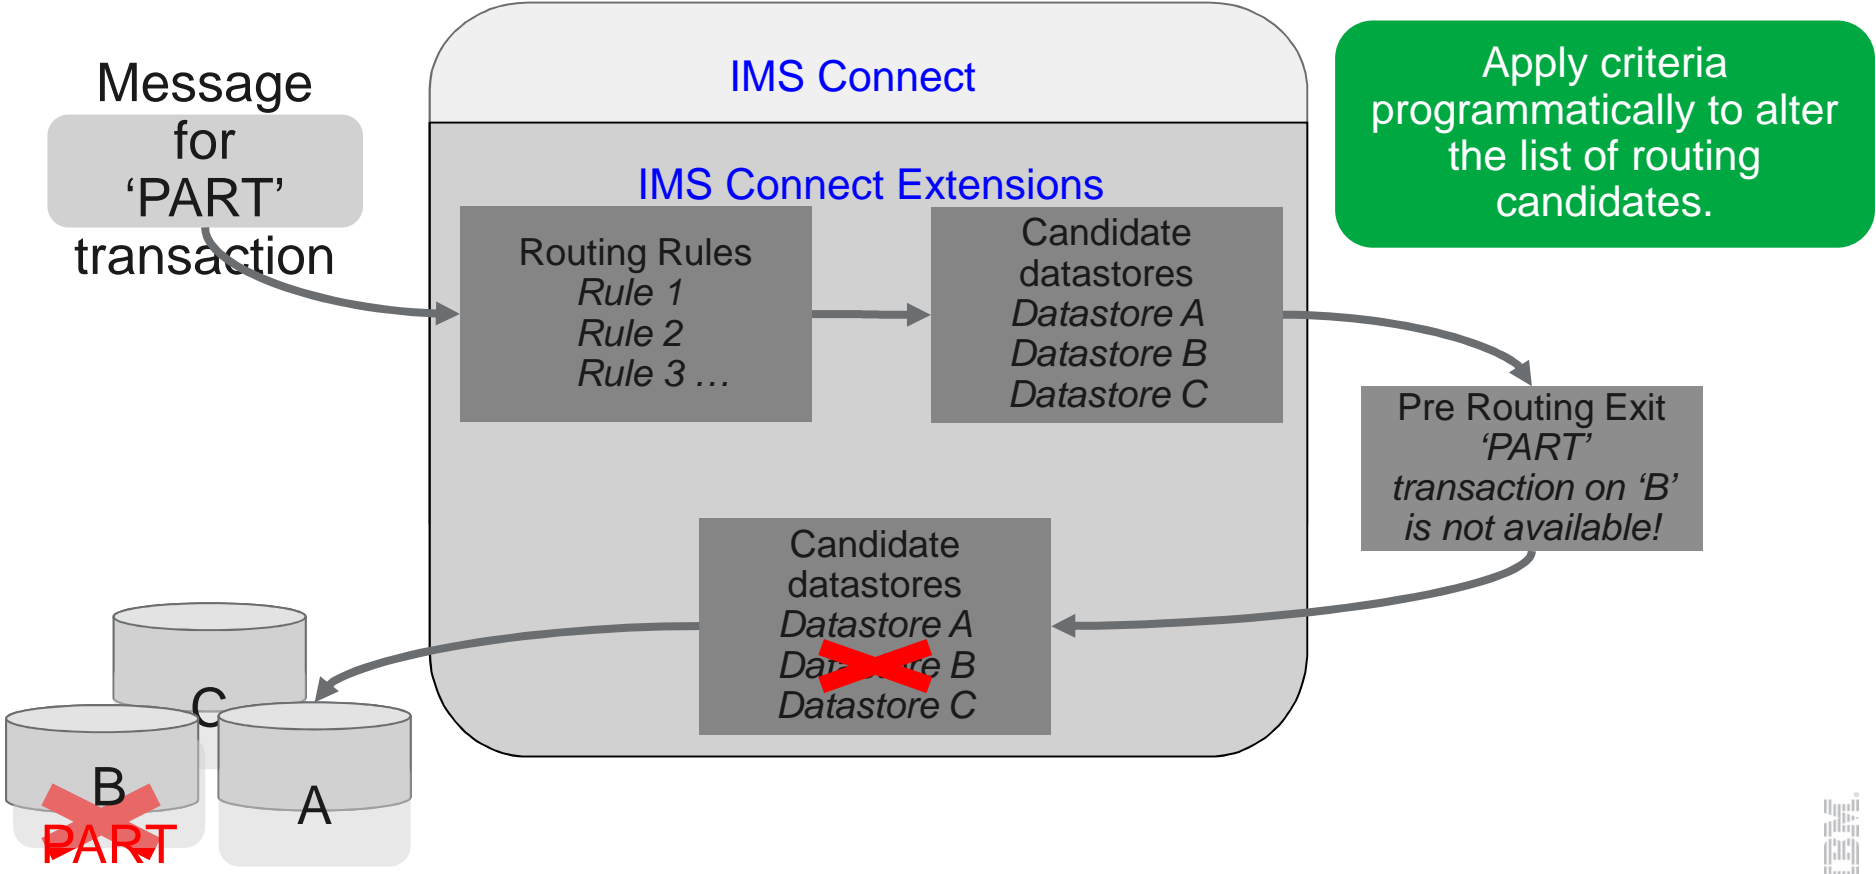 Message
for
‘PART’
transaction
IMS Connect
IMS Connect Extensions
Routing Rules
Rule 1
Rule 2
Rule 3 …
Candidate
datastores
Datastore A
Datastore B
Datastore C
Apply criteria
programmatically to alter
the list of routing
candidates.
Pre Routing Exit
‘PART’
transaction on ‘B’
is not available!
Candidate
datastores
Datastore A
Datastore B
Datastore C
C
B
PART
A
IBM